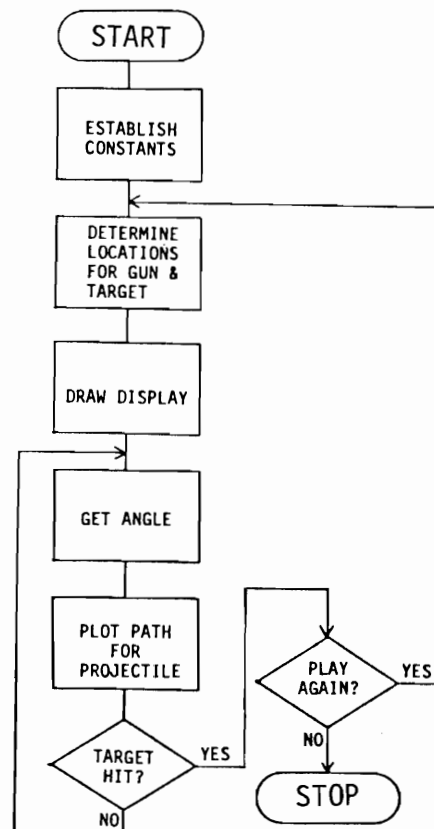 START
ESTABLISH
CONSTANTS
DETERMINE
LOCATIONS
FOR GUN &
TARGET
DRAW DISPLAY
GET ANGLE
PLOT PATH
FOR
PROJECTILE
TARGET
HIT?
YES
NO
PLAY
AGAIN?
YES
NO
STOP